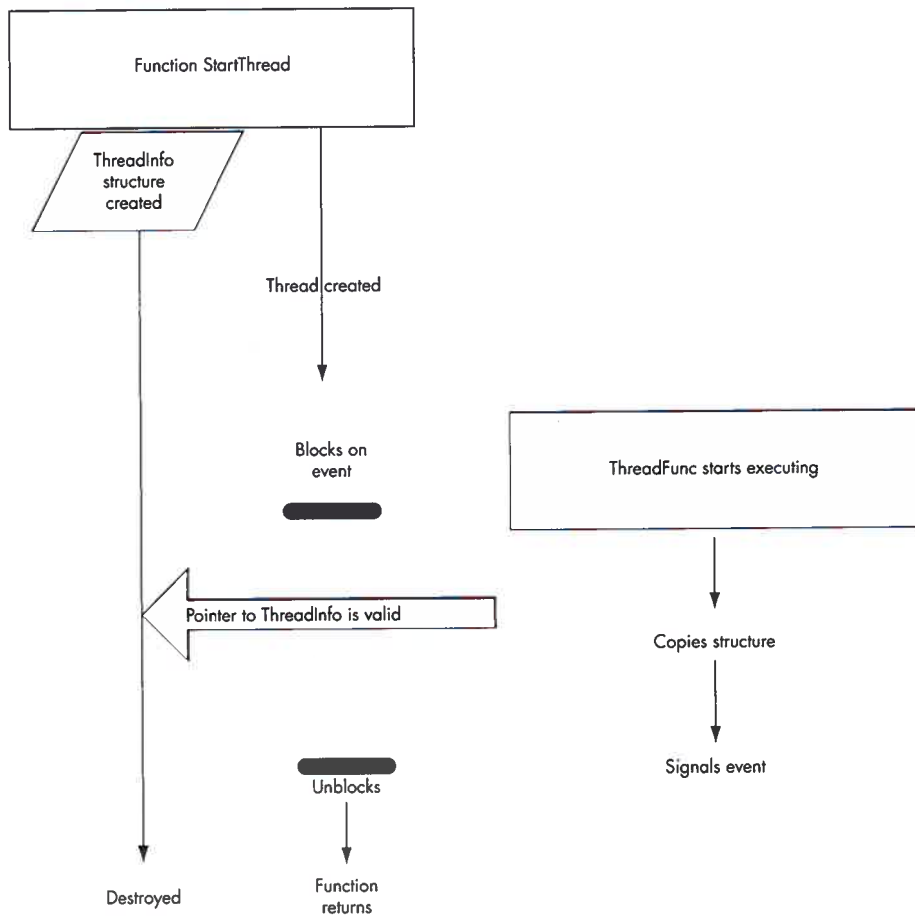 Function StartThread
ThreadInfo
structure
created
Thread created
Blocks on
event
ThreadFunc starts executing
Pointer to ThreadInfo is valid
Copies structure
Signals event
Unblocks
Destroyed
Function
returns